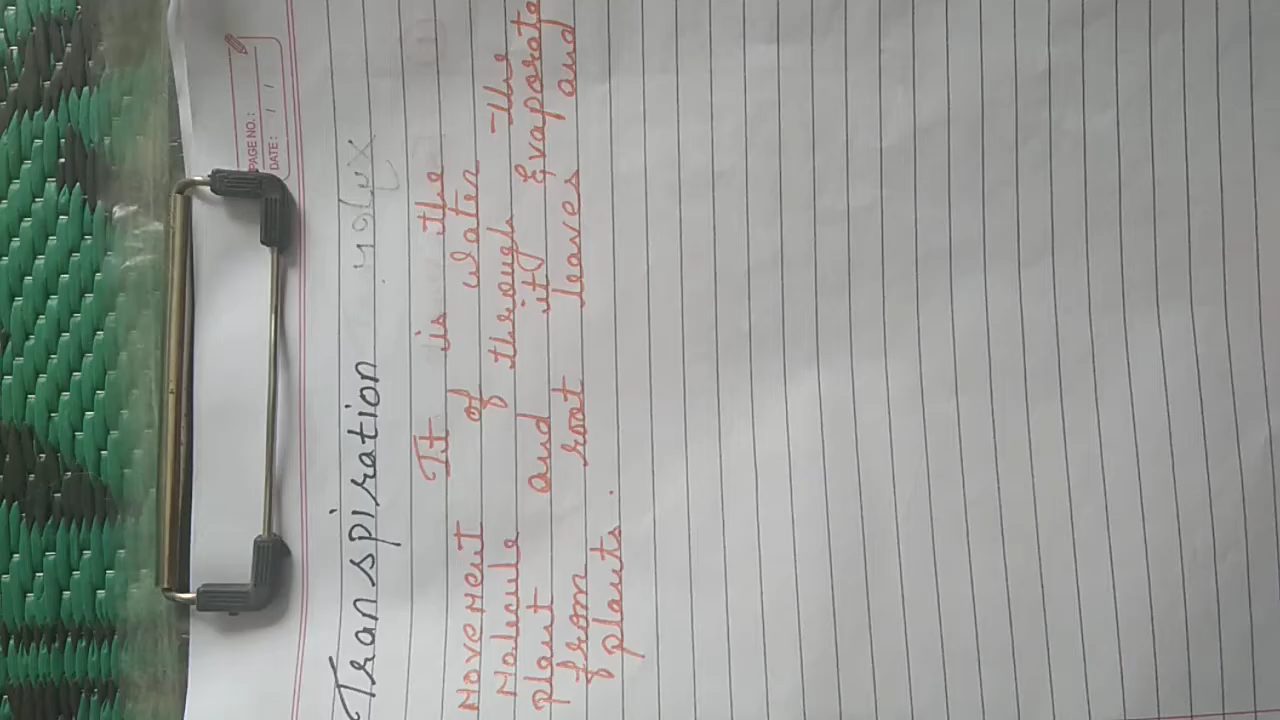 PAGE NO.:
DATE: / /
Transpiration
It is the
Movement of water
Molecule through the
plant and it Evaporate
from root leaves and
plants.